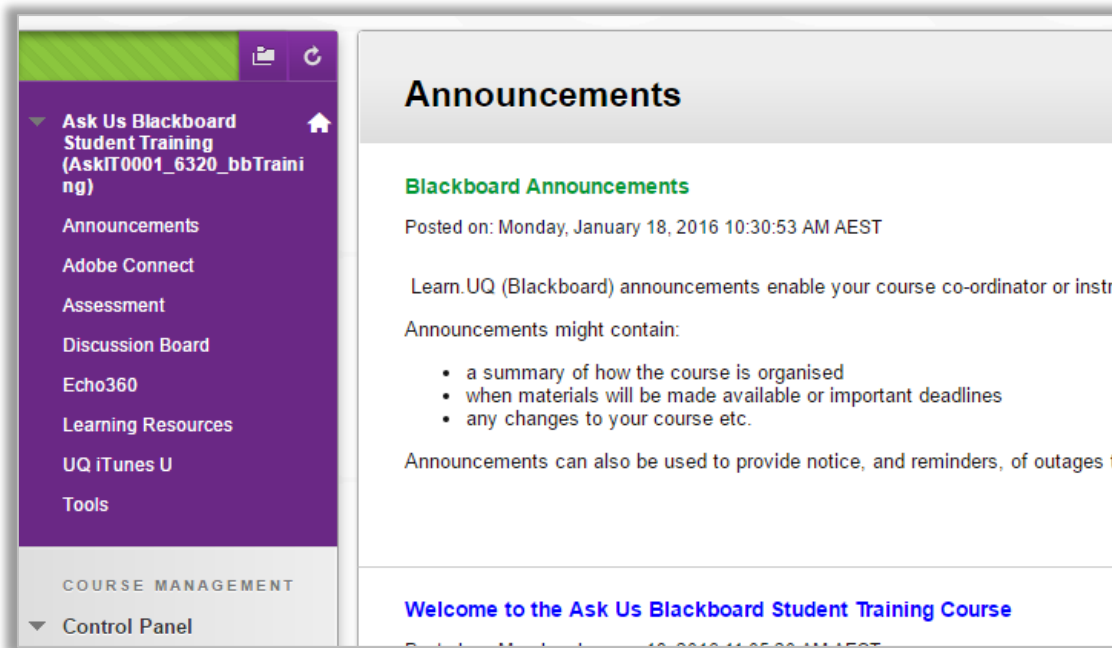 Ask Us Blackboard
Student Training
(AskIT0001_6320_bbTraini
ng)
Announcements
Adobe Connect
Assessment
Discussion Board
Echo360
Learning Resources
UQ iTunes U
Tools
COURSE MANAGEMENT
Control Panel
Announcements
Blackboard Announcements
Posted on: Monday, January 18, 2016 10:30:53 AM AEST
Learn.UQ (Blackboard) announcements enable your course co-ordinator or
Announcements might contain:
• a summary of how the course is organised
• when materials will be made available or important deadlines
• any changes to your course etc.
Announcements can also be used to provide notice, and reminders, of outages
Welcome to the Ask Us Blackboard Student Training Course